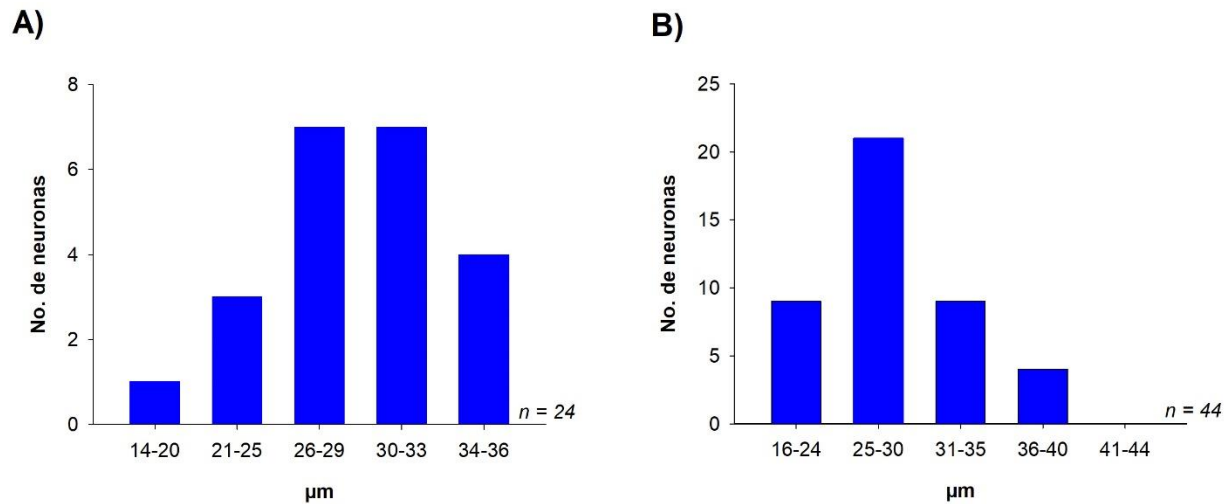 A)
No. de neuronas
8
6
4
2
0
14-20 21-25 26-29 30-33 34-36
n = 24
µm
B)
No. de neuronas
25
20
15
10
5
0
16-24 25-30 31-35 36-40 41-44
n = 44
µm